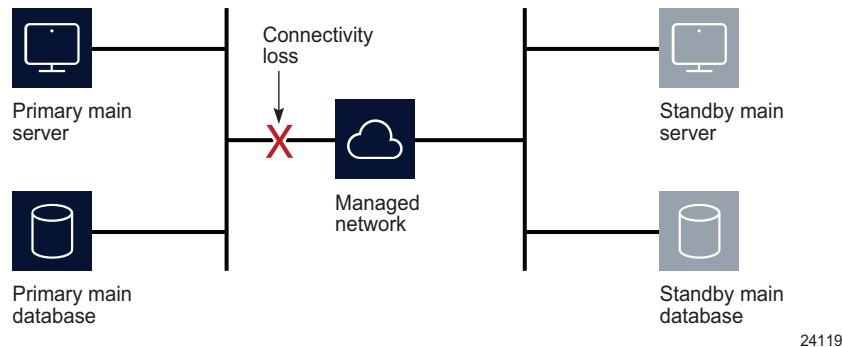 Connectivity
loss
Primary main
server
Standby main
server
Managed
network
Primary main
database
Standby main
database
24119